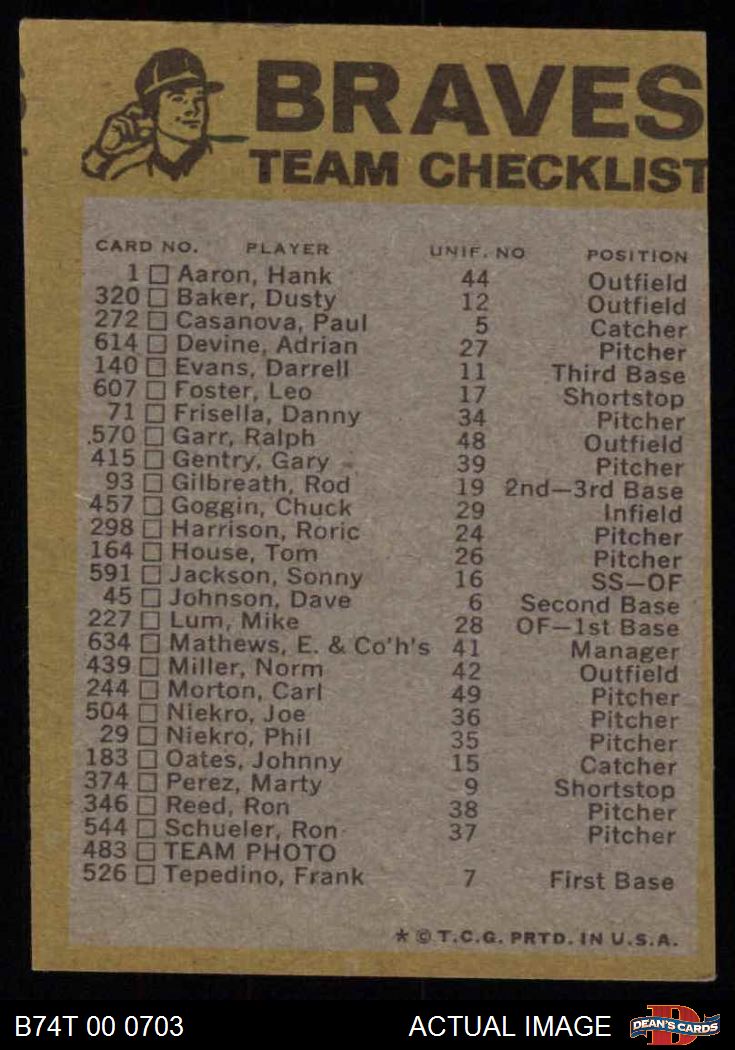 BRAVES
TEAM CHECKLIST
CARD NO. PLAYER UNIF. NO POSITION
1 Aaron, Hank 44 Outfield
320 Baker, Dusty 12 Outfield
272 Casanova, Paul 5 Catcher
614 Devine, Adrian 27 Pitcher
140 Evans, Darrell 11 Third Base
607 Foster, Leo 17 Shortstop
71 Frisella, Danny 34 Pitcher
570 Garr, Ralph 48 Outfield
415 Gentry, Gary 39 Pitcher
93 Gilbreath, Rod 19 2nd—3rd Base
457 Goggin, Chuck 29 Infield
298 Harrison, Roric 24 Pitcher
164 House, Tom 26 Pitcher
591 Jackson, Sonny 16 SS—OF
45 Johnson, Dave 6 Second Base
227 Lum, Mike 28 OF—1st Base
634 Mathews, E. & Co'h's 41 Manager
439 Miller, Norm 42 Outfield
244 Morton, Carl 49 Pitcher
504 Niekro, Joe 36 Pitcher
29 Niekro, Phil 35 Pitcher
183 Oates, Johnny 15 Catcher
374 Perez, Marty 9 Shortstop
346 Reed, Ron 38 Pitcher
544 Schueler, Ron 37 Pitcher
483 TEAM PHOTO
526 Tepedino, Frank 7 First Base
* © T.C.G. PRTD. IN U.S.A.
B74T 00 0703 ACTUAL IMAGE DEAN'S CARDS